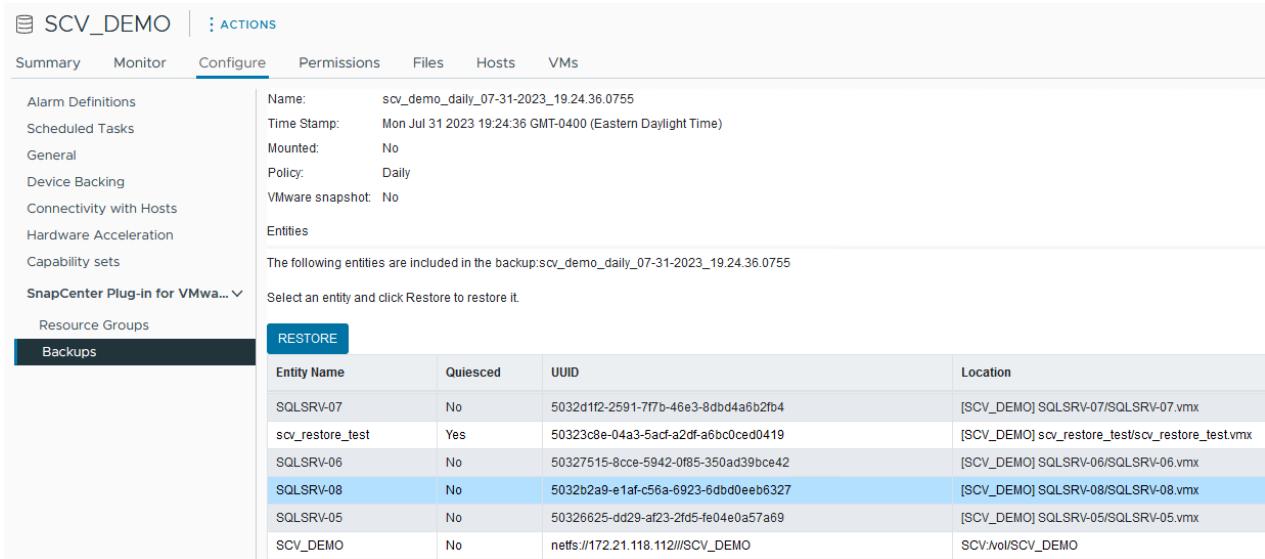 SCV_DEMO ACTIONS
Summary Monitor Configure Permissions Files Hosts VMs
Alarm Definitions
Scheduled Tasks
General
Device Backing
Connectivity with Hosts
Hardware Acceleration
Capability sets
SnapCenter Plug-in for VMwa...
Resource Groups
Backups
Name: scv_demo_daily_07-31-2023_19.24.36.0755
Time Stamp: Mon Jul 31 2023 19:24:36 GMT-0400 (Eastern Daylight Time)
Mounted: No
Policy: Daily
VMware snapshot: No
Entities
The following entities are included in the backup:scv_demo_daily_07-31-2023_19.24.36.0755
Select an entity and click Restore to restore it.
RESTORE
Entity Name Quiesced UUID Location
SQLSRV-07 No 5032d1f2-2591-7f7b-46e3-8dbd4a6b2fb4 [SCV_DEMO] SQLSRV-07/SQLSRV-07.vmx
scv_restore_test Yes 50323c8e-04a3-5acf-a2df-a6bc0ced0419 [SCV_DEMO] scv_restore_test/scv_restore_test.vmx
SQLSRV-06 No 50327515-8cce-5942-0f85-350ad39bce42 [SCV_DEMO] SQLSRV-06/SQLSRV-06.vmx
SQLSRV-08 No 5032b2a9-e1af-c56a-6923-6dbd0eeb6327 [SCV_DEMO] SQLSRV-08/SQLSRV-08.vmx
SQLSRV-05 No 50326625-dd29-af23-2fd5-fe04e0a57a69 [SCV_DEMO] SQLSRV-05/SQLSRV-05.vmx
SCV_DEMO No netfs://172.21.118.112///SCV_DEMO SCV:/vol/SCV_DEMO